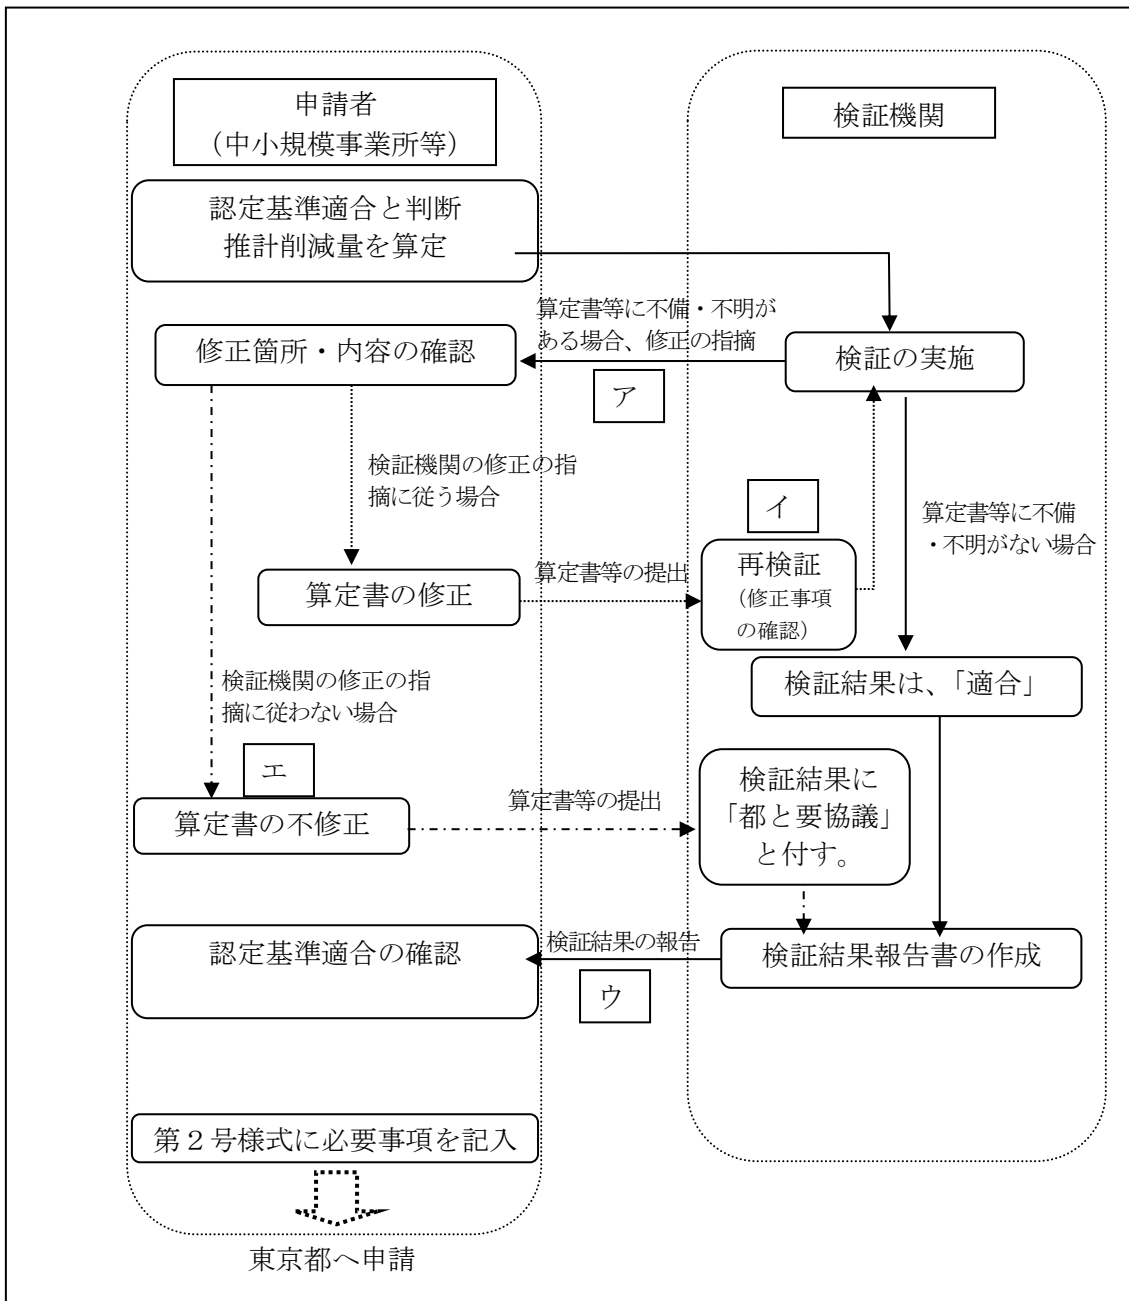 申請者
（中小規模事業所等）
検証機関
認定基準適合と判断
推計削減量を算定
算定書等に不備・不明が
ある場合、修正の指摘
修正箇所・内容の確認
検証の実施
ア
検証機関の修正の指
摘に従う場合
イ
算定書等に不備
・不明がない場合
算定書の修正
算定書等の提出
再検証
（修正事項
の確認）
検証機関の修正の指
摘に従わない場合
検証結果は、「適合」
エ
算定書の不修正
算定書等の提出
検証結果に
「都と要協議」
と付す。
認定基準適合の確認
検証結果の報告
検証結果報告書の作成
ウ
第２号様式に必要事項を記入
東京都へ申請